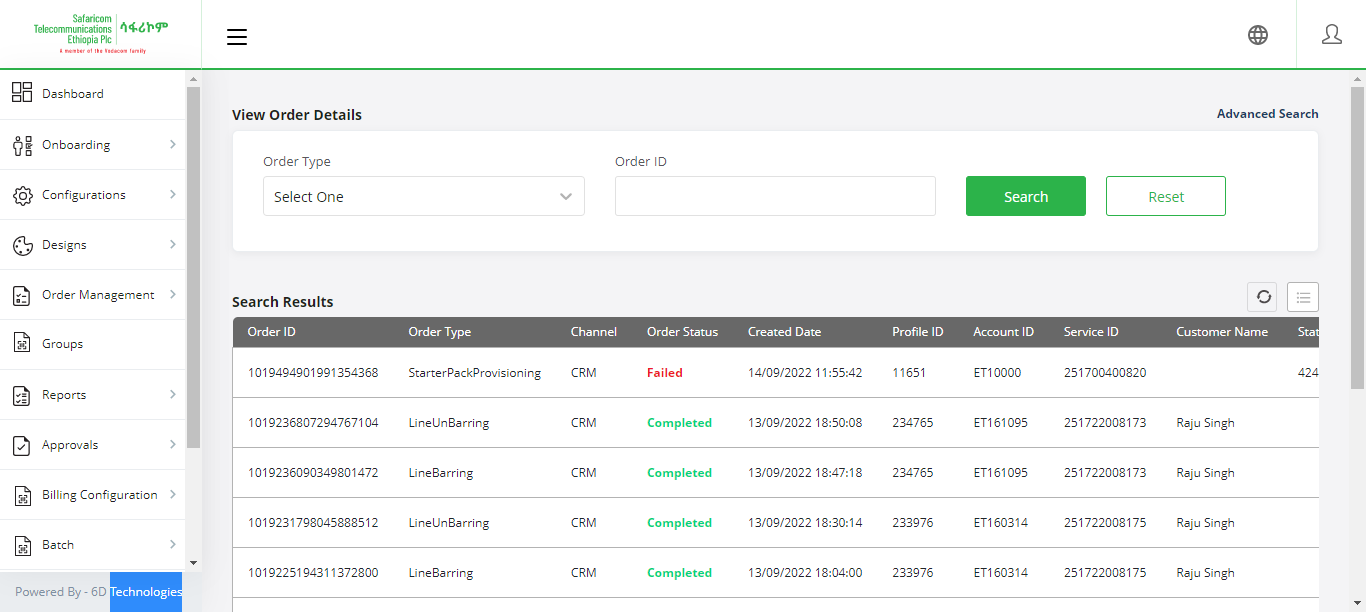 Safaricom
Telecommunications
Ethiopia Plc
ሳፋሪኮም
A member of the Vodacom family
Dashboard
Onboarding
Configurations
Designs
Order Management
Groups
Reports
Approvals
Billing Configuration
Batch
Powered By - 6D Technologies
View Order Details
Advanced Search
Order Type
Order ID
Select One
Search
Reset
Search Results
Order ID Order Type Channel Order Status Created Date Profile ID Account ID Service ID Customer Name Stat
1019494901991354368 StarterPackProvisioning CRM Failed 14/09/2022 11:55:42 11651 ET10000 251700400820 424
1019236807294767104 LineUnBarring CRM Completed 13/09/2022 18:50:08 234765 ET161095 251722008173 Raju Singh
1019236090349801472 LineBarring CRM Completed 13/09/2022 18:47:18 234765 ET161095 251722008173 Raju Singh
1019231798045888512 LineUnBarring CRM Completed 13/09/2022 18:30:14 233976 ET160314 251722008175 Raju Singh
1019225194311372800 LineBarring CRM Completed 13/09/2022 18:04:00 233976 ET160314 251722008175 Raju Singh